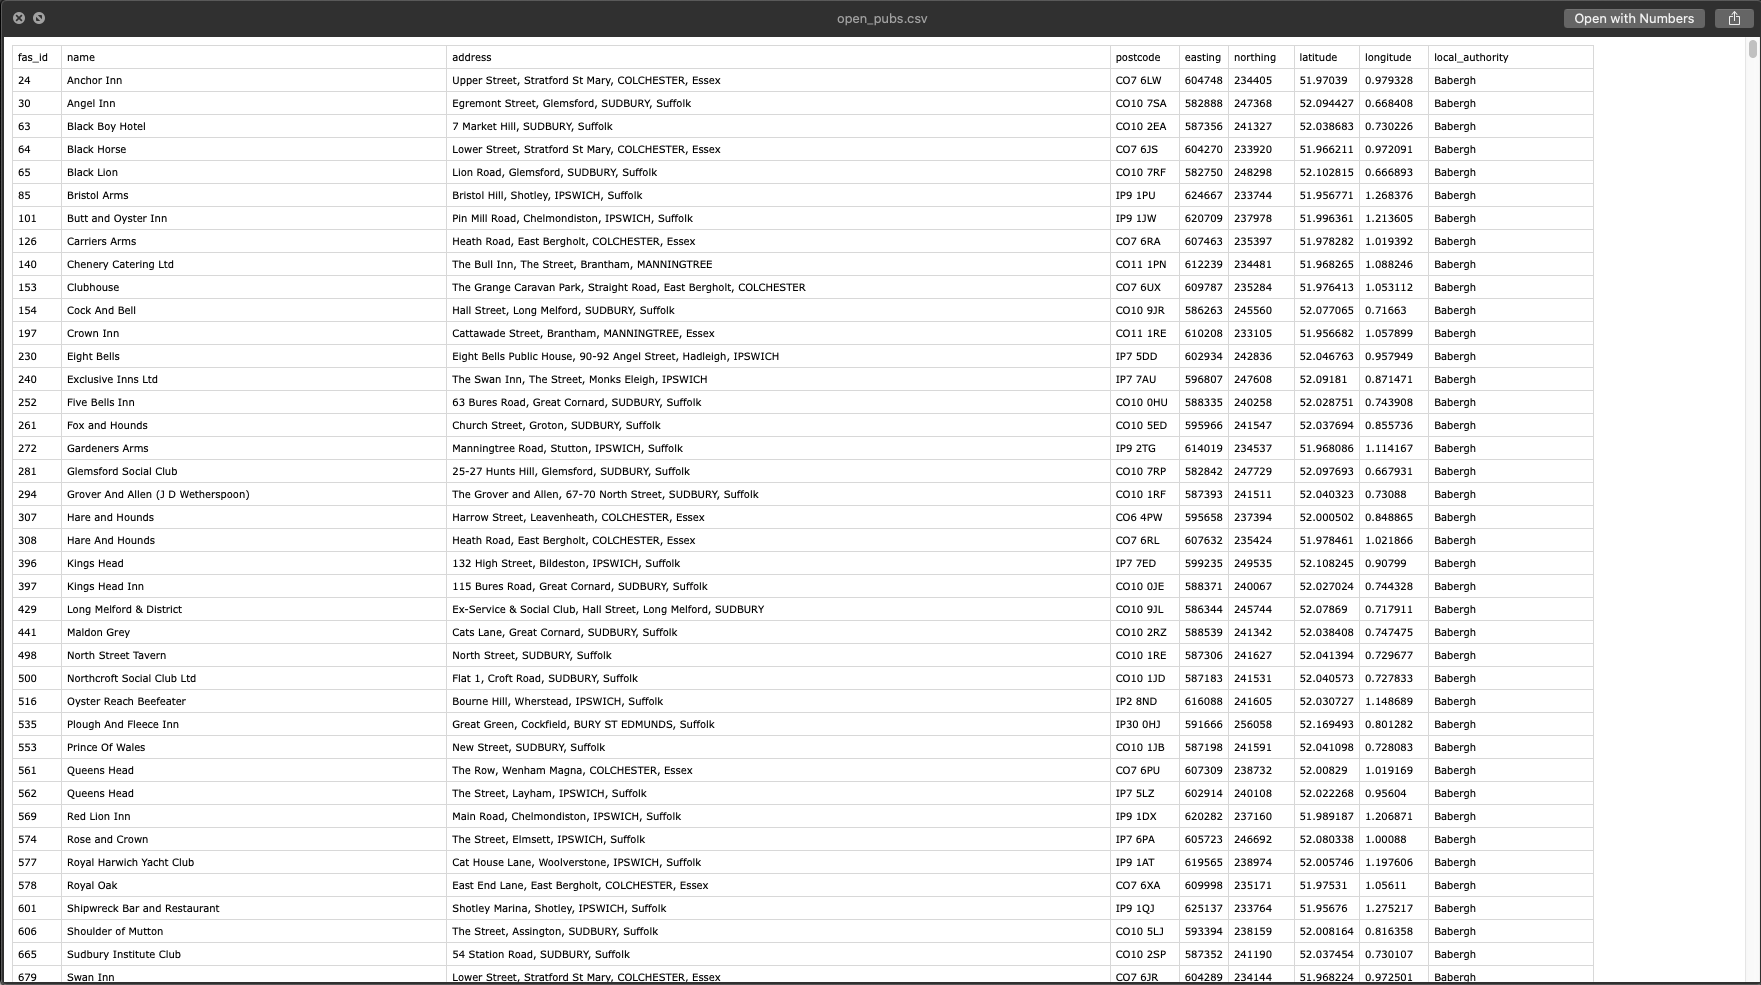 open_pubs.csv
Open with Numbers
fas_id name address postcode easting northing latitude longitude local_authority
24 Anchor Inn Upper Street, Stratford St Mary, COLCHESTER, Essex CO7 6LW 604748 234405 51.97039 0.979328 Babergh
30 Angel Inn Egremont Street, Glemsford, SUDBURY, Suffolk CO10 7SA 582888 247368 52.094427 0.668408 Babergh
63 Black Boy Hotel 7 Market Hill, SUDBURY, Suffolk CO10 2EA 587356 241327 52.038683 0.730226 Babergh
64 Black Horse Lower Street, Stratford St Mary, COLCHESTER, Essex CO7 6JS 604270 233920 51.966211 0.972091 Babergh
65 Black Lion Lion Road, Glemsford, SUDBURY, Suffolk CO10 7RF 582750 248298 52.102815 0.666893 Babergh
85 Bristol Arms Bristol Hill, Shotley, IPSWICH, Suffolk IP9 1PU 624667 233744 51.956771 1.268376 Babergh
101 Butt and Oyster Inn Pin Mill Road, Chelmondiston, IPSWICH, Suffolk IP9 1JW 620709 237978 51.996361 1.213605 Babergh
126 Carriers Arms Heath Road, East Bergholt, COLCHESTER, Essex CO7 6RA 607463 235397 51.978282 1.019392 Babergh
140 Chenery Catering Ltd The Bull Inn, The Street, Brantham, MANNINGTREE CO11 1PN 612239 234481 51.968265 1.088246 Babergh
153 Clubhouse The Grange Caravan Park, Straight Road, East Bergholt, COLCHESTER CO7 6UX 609787 235284 51.976413 1.053112 Babergh
154 Cock And Bell Hall Street, Long Melford, SUDBURY, Suffolk CO10 9JR 586263 245560 52.077065 0.71663 Babergh
197 Crown Inn Cattawade Street, Brantham, MANNINGTREE, Essex CO11 1RE 610208 233105 51.956682 1.057899 Babergh
230 Eight Bells Eight Bells Public House, 90-92 Angel Street, Hadleigh, IPSWICH IP7 5DD 602934 242836 52.046763 0.957949 Babergh
240 Exclusive Inns Ltd The Swan Inn, The Street, Monks Eleigh, IPSWICH IP7 7AU 596807 247608 52.09181 0.871471 Babergh
252 Five Bells Inn 63 Bures Road, Great Cornard, SUDBURY, Suffolk CO10 0HU 588335 240258 52.028751 0.743908 Babergh
261 Fox and Hounds Church Street, Groton, SUDBURY, Suffolk CO10 5ED 595966 241547 52.037694 0.855736 Babergh
272 Gardeners Arms Manningtree Road, Stutton, IPSWICH, Suffolk IP9 2TG 614019 234537 51.968086 1.114167 Babergh
281 Glemsford Social Club 25-27 Hunts Hill, Glemsford, SUDBURY, Suffolk CO10 7RP 582842 247729 52.097693 0.667931 Babergh
294 Grover And Allen (J D Wetherspoon) The Grover and Allen, 67-70 North Street, SUDBURY, Suffolk CO10 1RF 587393 241511 52.040323 0.73088 Babergh
307 Hare and Hounds Harrow Street, Leavenheath, COLCHESTER, Essex CO6 4PW 595658 237394 52.000502 0.848865 Babergh
308 Hare And Hounds Heath Road, East Bergholt, COLCHESTER, Essex CO7 6RL 607632 235424 51.978461 1.021866 Babergh
396 Kings Head 132 High Street, Bildeston, IPSWICH, Suffolk IP7 7ED 599235 249535 52.108245 0.90799 Babergh
397 Kings Head Inn 115 Bures Road, Great Cornard, SUDBURY, Suffolk CO10 0JE 588371 240067 52.027024 0.744328 Babergh
429 Long Melford & District Ex-Service & Social Club, Hall Street, Long Melford, SUDBURY CO10 9JL 586344 245744 52.07869 0.717911 Babergh
441 Maldon Grey Cats Lane, Great Cornard, SUDBURY, Suffolk CO10 2RZ 588539 241342 52.038408 0.747475 Babergh
498 North Street Tavern North Street, SUDBURY, Suffolk CO10 1RE 587306 241627 52.041394 0.729677 Babergh
500 Northcroft Social Club Ltd Flat 1, Croft Road, SUDBURY, Suffolk CO10 1JD 587183 241531 52.040573 0.727833 Babergh
516 Oyster Reach Beefeater Bourne Hill, Wherstead, IPSWICH, Suffolk IP2 8ND 616088 241605 52.030727 1.148689 Babergh
535 Plough And Fleece Inn Great Green, Cockfield, BURY ST EDMUNDS, Suffolk IP30 0HJ 591666 256058 52.169493 0.801282 Babergh
553 Prince Of Wales New Street, SUDBURY, Suffolk CO10 1JB 587198 241591 52.041098 0.728083 Babergh
561 Queens Head The Row, Wenham Magna, COLCHESTER, Essex CO7 6PU 607309 238732 52.00829 1.019169 Babergh
562 Queens Head The Street, Layham, IPSWICH, Suffolk IP7 5LZ 602914 240108 52.022268 0.95604 Babergh
569 Red Lion Inn Main Road, Chelmondiston, IPSWICH, Suffolk IP9 1DX 620282 237160 51.989187 1.206871 Babergh
574 Rose and Crown The Street, Elmsett, IPSWICH, Suffolk IP7 6PA 605723 246692 52.080338 1.00088 Babergh
577 Royal Harwich Yacht Club Cat House Lane, Woolverstone, IPSWICH, Suffolk IP9 1AT 619565 238974 52.005746 1.197606 Babergh
578 Royal Oak East End Lane, East Bergholt, COLCHESTER, Essex CO7 6XA 609998 235171 51.97531 1.05611 Babergh
601 Shipwreck Bar and Restaurant Shotley Marina, Shotley, IPSWICH, Suffolk IP9 1QJ 625137 233764 51.95676 1.275217 Babergh
606 Shoulder of Mutton The Street, Assington, SUDBURY, Suffolk CO10 5LJ 593394 238159 52.008164 0.816358 Babergh
665 Sudbury Institute Club 54 Station Road, SUDBURY, Suffolk CO10 2SP 587352 241190 52.037454 0.730107 Babergh
679 Swan Inn Lower Street, Stratford St Mary, COLCHESTER, Essex CO7 6JR 604289 234144 51.968224 0.972501 Babergh